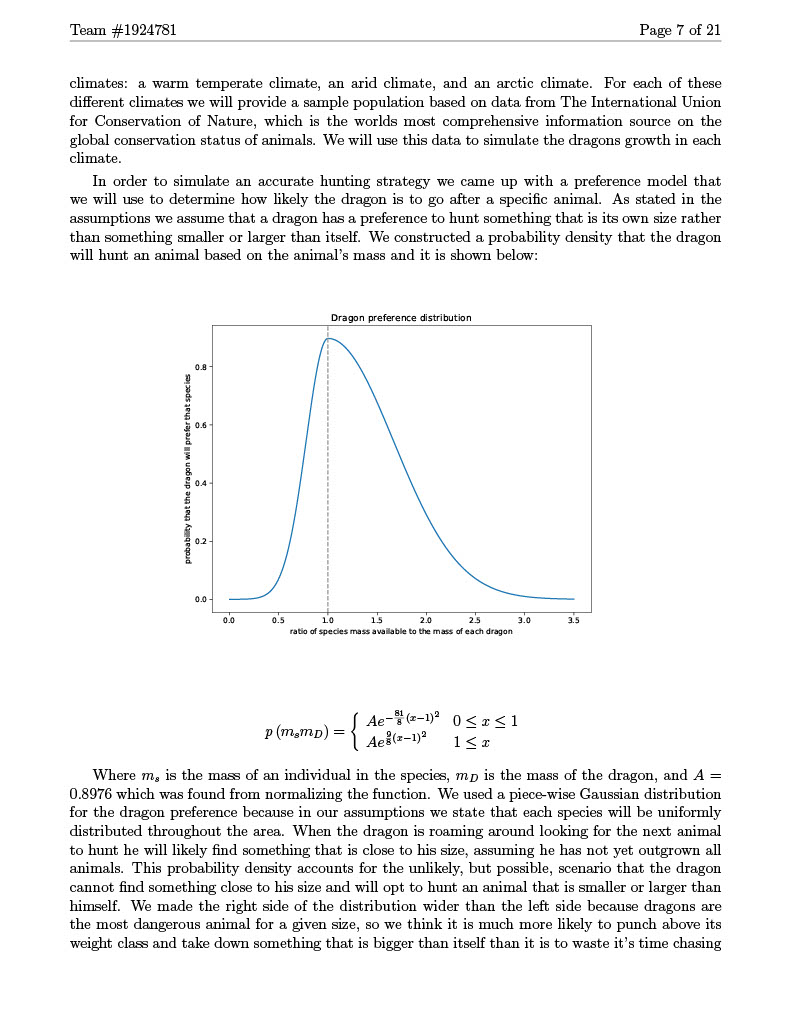 Team #1924781 Page 7 of 21
climates: a warm temperate climate, an arid climate, and an arctic climate. For each of these
different climates we will provide a sample population based on data from The International Union
for Conservation of Nature, which is the worlds most comprehensive information source on the
global conservation status of animals. We will use this data to simulate the dragons growth in each
climate.
In order to simulate an accurate hunting strategy we came up with a preference model that
we will use to determine how likely the dragon is to go after a specific animal. As stated in the
assumptions we assume that a dragon has a preference to hunt something that is its own size rather
than something smaller or larger than itself. We constructed a probability density that the dragon
will hunt an animal based on the animal's mass and it is shown below:
Dragon preference distribution
probability that the dragon will prefer that species
0.8
0.6
0.4
0.2
0.0
0.0 0.5 1.0 1.5 2.0 2.5 3.0 3.5
ratio of species mass available to the mass of each dragon
p (m_s m_D) = { Ae^{-\frac{81}{8}(x-1)^2} 0 ≤ x ≤ 1
Ae^{\frac{9}{8}(x-1)^2} 1 ≤ x
Where m_s is the mass of an individual in the species, m_D is the mass of the dragon, and A =
0.8976 which was found from normalizing the function. We used a piece-wise Gaussian distribution
for the dragon preference because in our assumptions we state that each species will be uniformly
distributed throughout the area. When the dragon is roaming around looking for the next animal
to hunt he will likely find something that is close to his size, assuming he has not yet outgrown all
animals. This probability density accounts for the unlikely, but possible, scenario that the dragon
cannot find something close to his size and will opt to hunt an animal that is smaller or larger than
himself. We made the right side of the distribution wider than the left side because dragons are
the most dangerous animal for a given size, so we think it is much more likely to punch above its
weight class and take down something that is bigger than itself than it is to waste it's time chasing